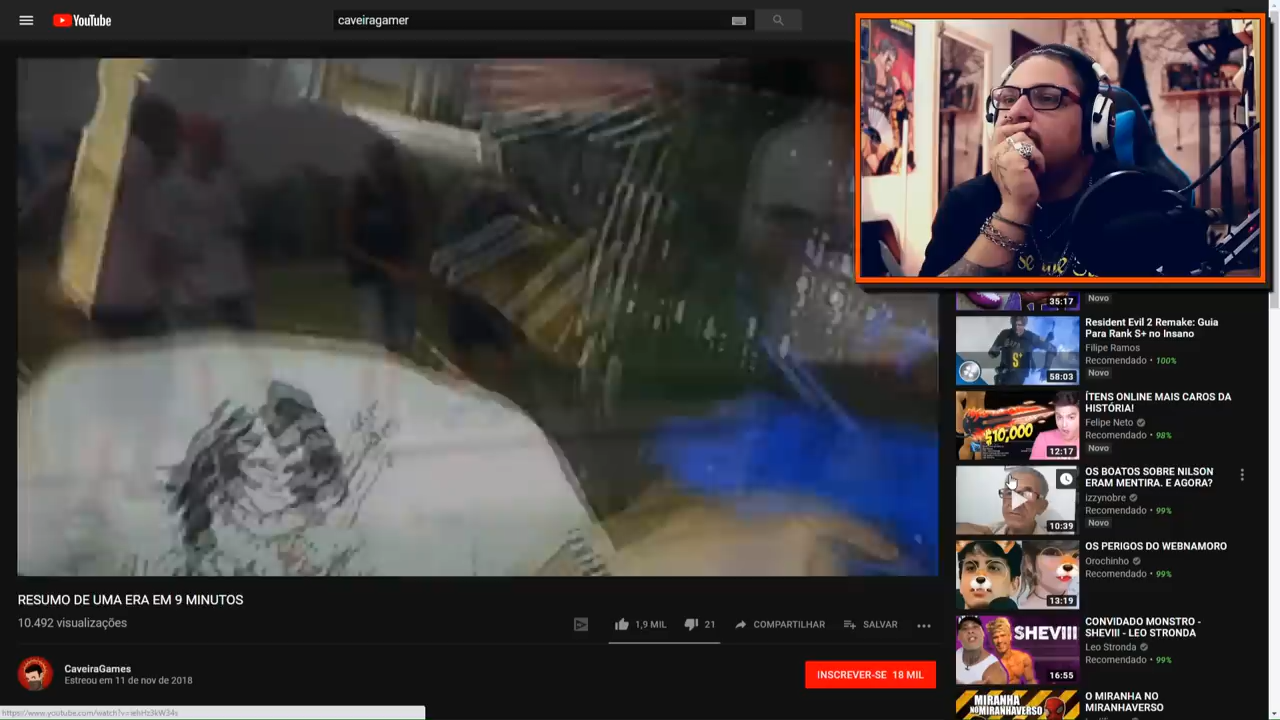 YouTube
caveiragamer
35:17
Novo
Resident Evil 2 Remake: Guia
Para Rank S+ no Insano
Filipe Ramos
Recomendado • 100%
Novo
58:03
ÍTENS ONLINE MAIS CAROS DA
HISTÓRIA!
Felipe Neto
Recomendado • 98%
Novo
$10,000
12:17
OS BOATOS SOBRE NILSON
ERAM MENTIRA. E AGORA?
izzynobre
Recomendado • 99%
Novo
10:39
OS PERIGOS DO WEBNAMORO
Orochinho
Recomendado • 99%
13:19
CONVIDADO MONSTRO -
SHEVIII - LEO STRONDA
Leo Stronda
Recomendado • 99%
SHEVIII
16:55
O MIRANHA NO
MIRANHAVERSO
MIRANHA
NO MIRANHAVERSO
RESUMO DE UMA ERA EM 9 MINUTOS
10.492 visualizações
1,9 MIL
21
COMPARTILHAR
SALVAR
CaveiraGames
Estreou em 11 de nov de 2018
INSCREVER-SE 18 MIL